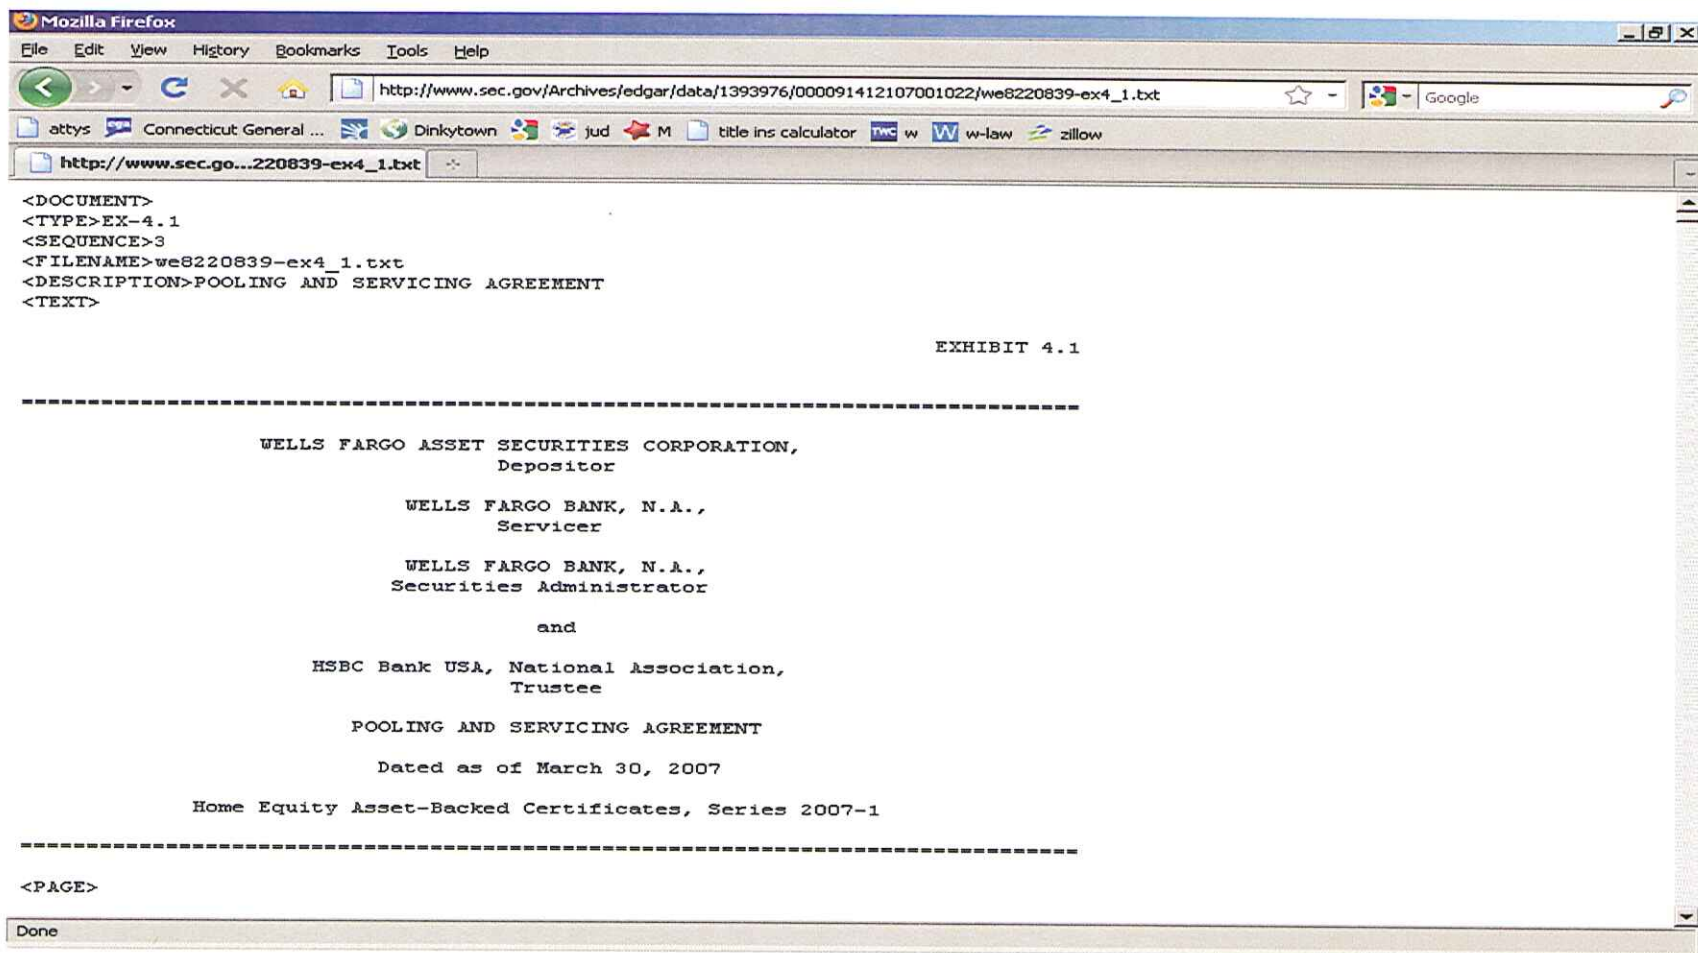 Mozilla Firefox
File Edit View History Bookmarks Tools Help
http://www.sec.gov/Archives/edgar/data/1393976/000091412107001022/we8220839-ex4_1.txt
Google
attys Connecticut General ... Dinkytown jud M title ins calculator TWC w W w-law zillow
http://www.sec.go...220839-ex4_1.txt
<DOCUMENT>
<TYPE>EX-4.1
<SEQUENCE>3
<FILENAME>we8220839-ex4_1.txt
<DESCRIPTION>POOLING AND SERVICING AGREEMENT
<TEXT>
EXHIBIT 4.1
================================================================================
WELLS FARGO ASSET SECURITIES CORPORATION,
Depositor
WELLS FARGO BANK, N.A.,
Servicer
WELLS FARGO BANK, N.A.,
Securities Administrator
and
HSBC Bank USA, National Association,
Trustee
POOLING AND SERVICING AGREEMENT
Dated as of March 30, 2007
Home Equity Asset-Backed Certificates, Series 2007-1
================================================================================
<PAGE>
Done